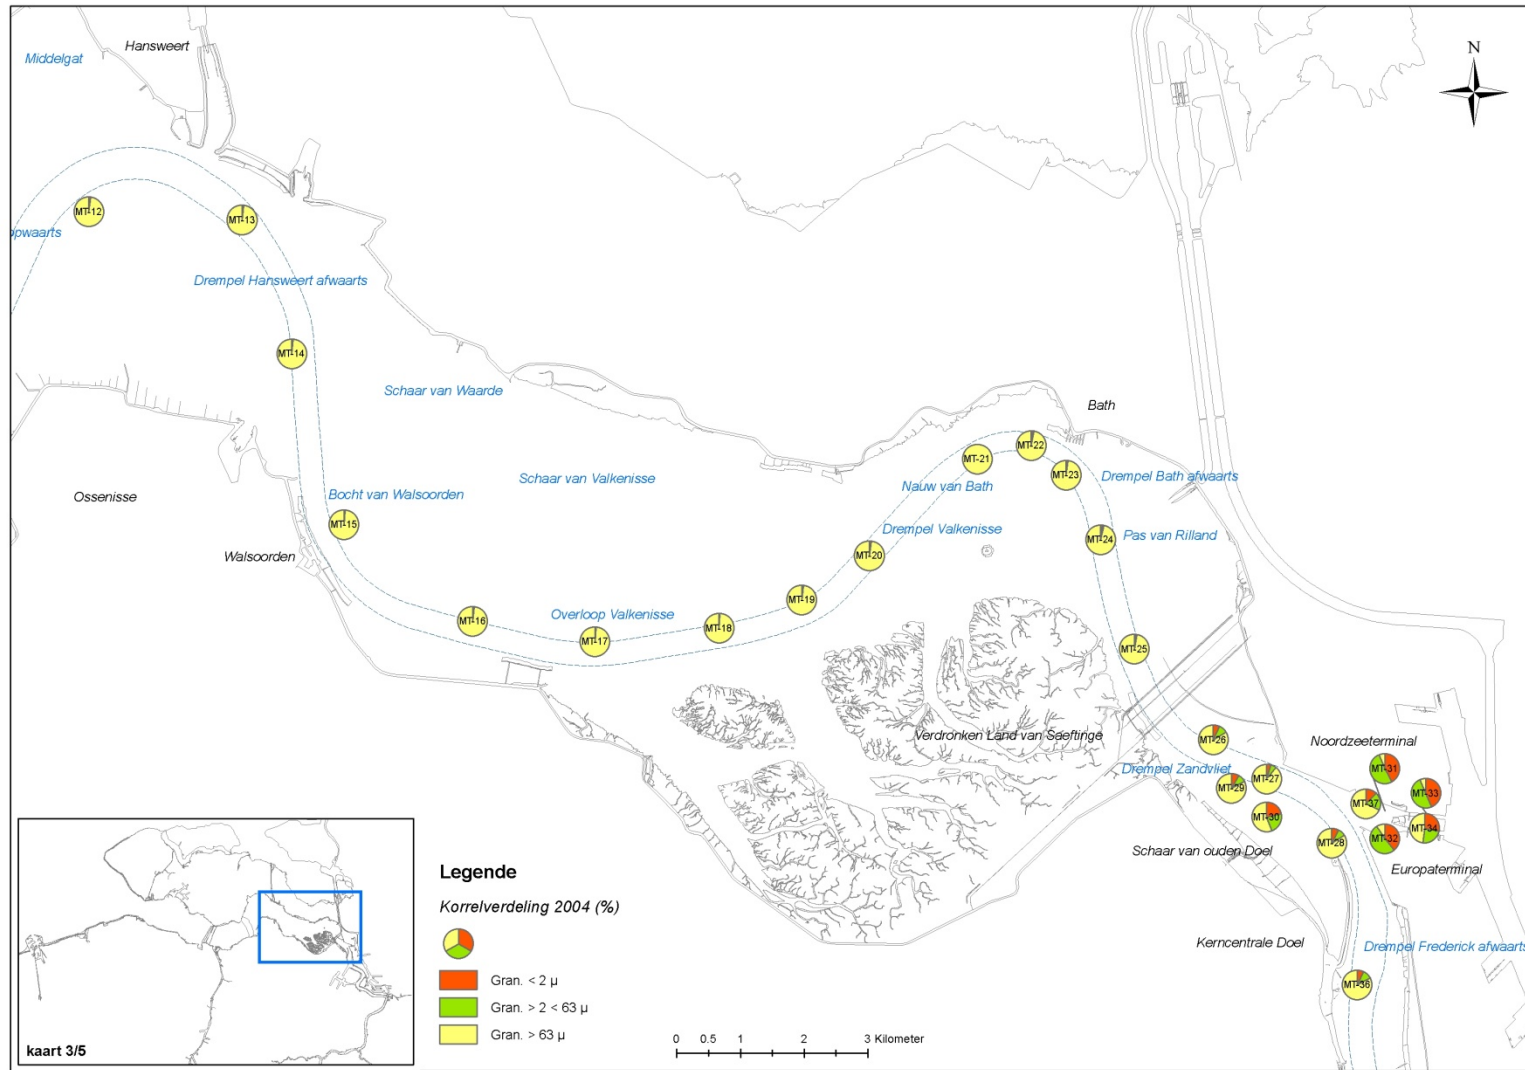 Hansweert
Middelgat
N
MT-12
MT-13
opwaarts
Drempel Hansweert afwaarts
MT-14
Schaar van Waarde
Bath
MT-22
MT-21
MT-23
Drempel Bath afwaarts
Schaar van Valkenisse
Nauw van Bath
Ossenisse
Bocht van Walsoorden
MT-15
Drempel Valkenisse
Pas van Rilland
MT-24
Walsoorden
MT-20
MT-19
Overloop Valkenisse
MT-16
MT-18
MT-17
MT-25
Verdronken Land van Saeftinge
MT-26
Noordzeeterminal
Drempel Zandvliet
MT-31
MT-27
MT-29
MT-33
MT-37
MT-30
MT-34
MT-32
MT-28
Schaar van ouden Doel
Europaterminal
Kerncentrale Doel
Drempel Frederick afwaarts
MT-36
Legende
Korrelverdeling 2004 (%)
Gran. < 2 µ
Gran. > 2 < 63 µ
Gran. > 63 µ
0 0.5 1 2 3 Kilometer
kaart 3/5